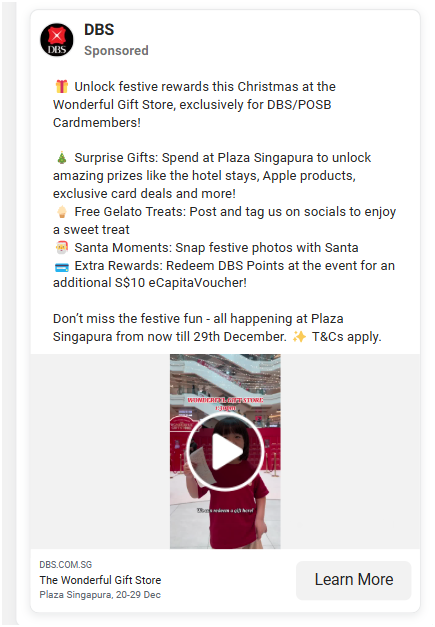 DBS
DBS
Sponsored
🎁 Unlock festive rewards this Christmas at the
Wonderful Gift Store, exclusively for DBS/POSB
Cardmembers!
🎄 Surprise Gifts: Spend at Plaza Singapura to unlock
amazing prizes like the hotel stays, Apple products,
exclusive card deals and more!
🍦 Free Gelato Treats: Post and tag us on socials to enjoy
a sweet treat
🎅 Santa Moments: Snap festive photos with Santa
💳 Extra Rewards: Redeem DBS Points at the event for an
additional S$10 eCapitaVoucher!
Don’t miss the festive fun - all happening at Plaza
Singapura from now till 29th December. ✨ T&Cs apply.
WONDERFUL GIFT STORE
We can redeem a gift here!
DBS.COM.SG
The Wonderful Gift Store
Plaza Singapura, 20-29 Dec
Learn More